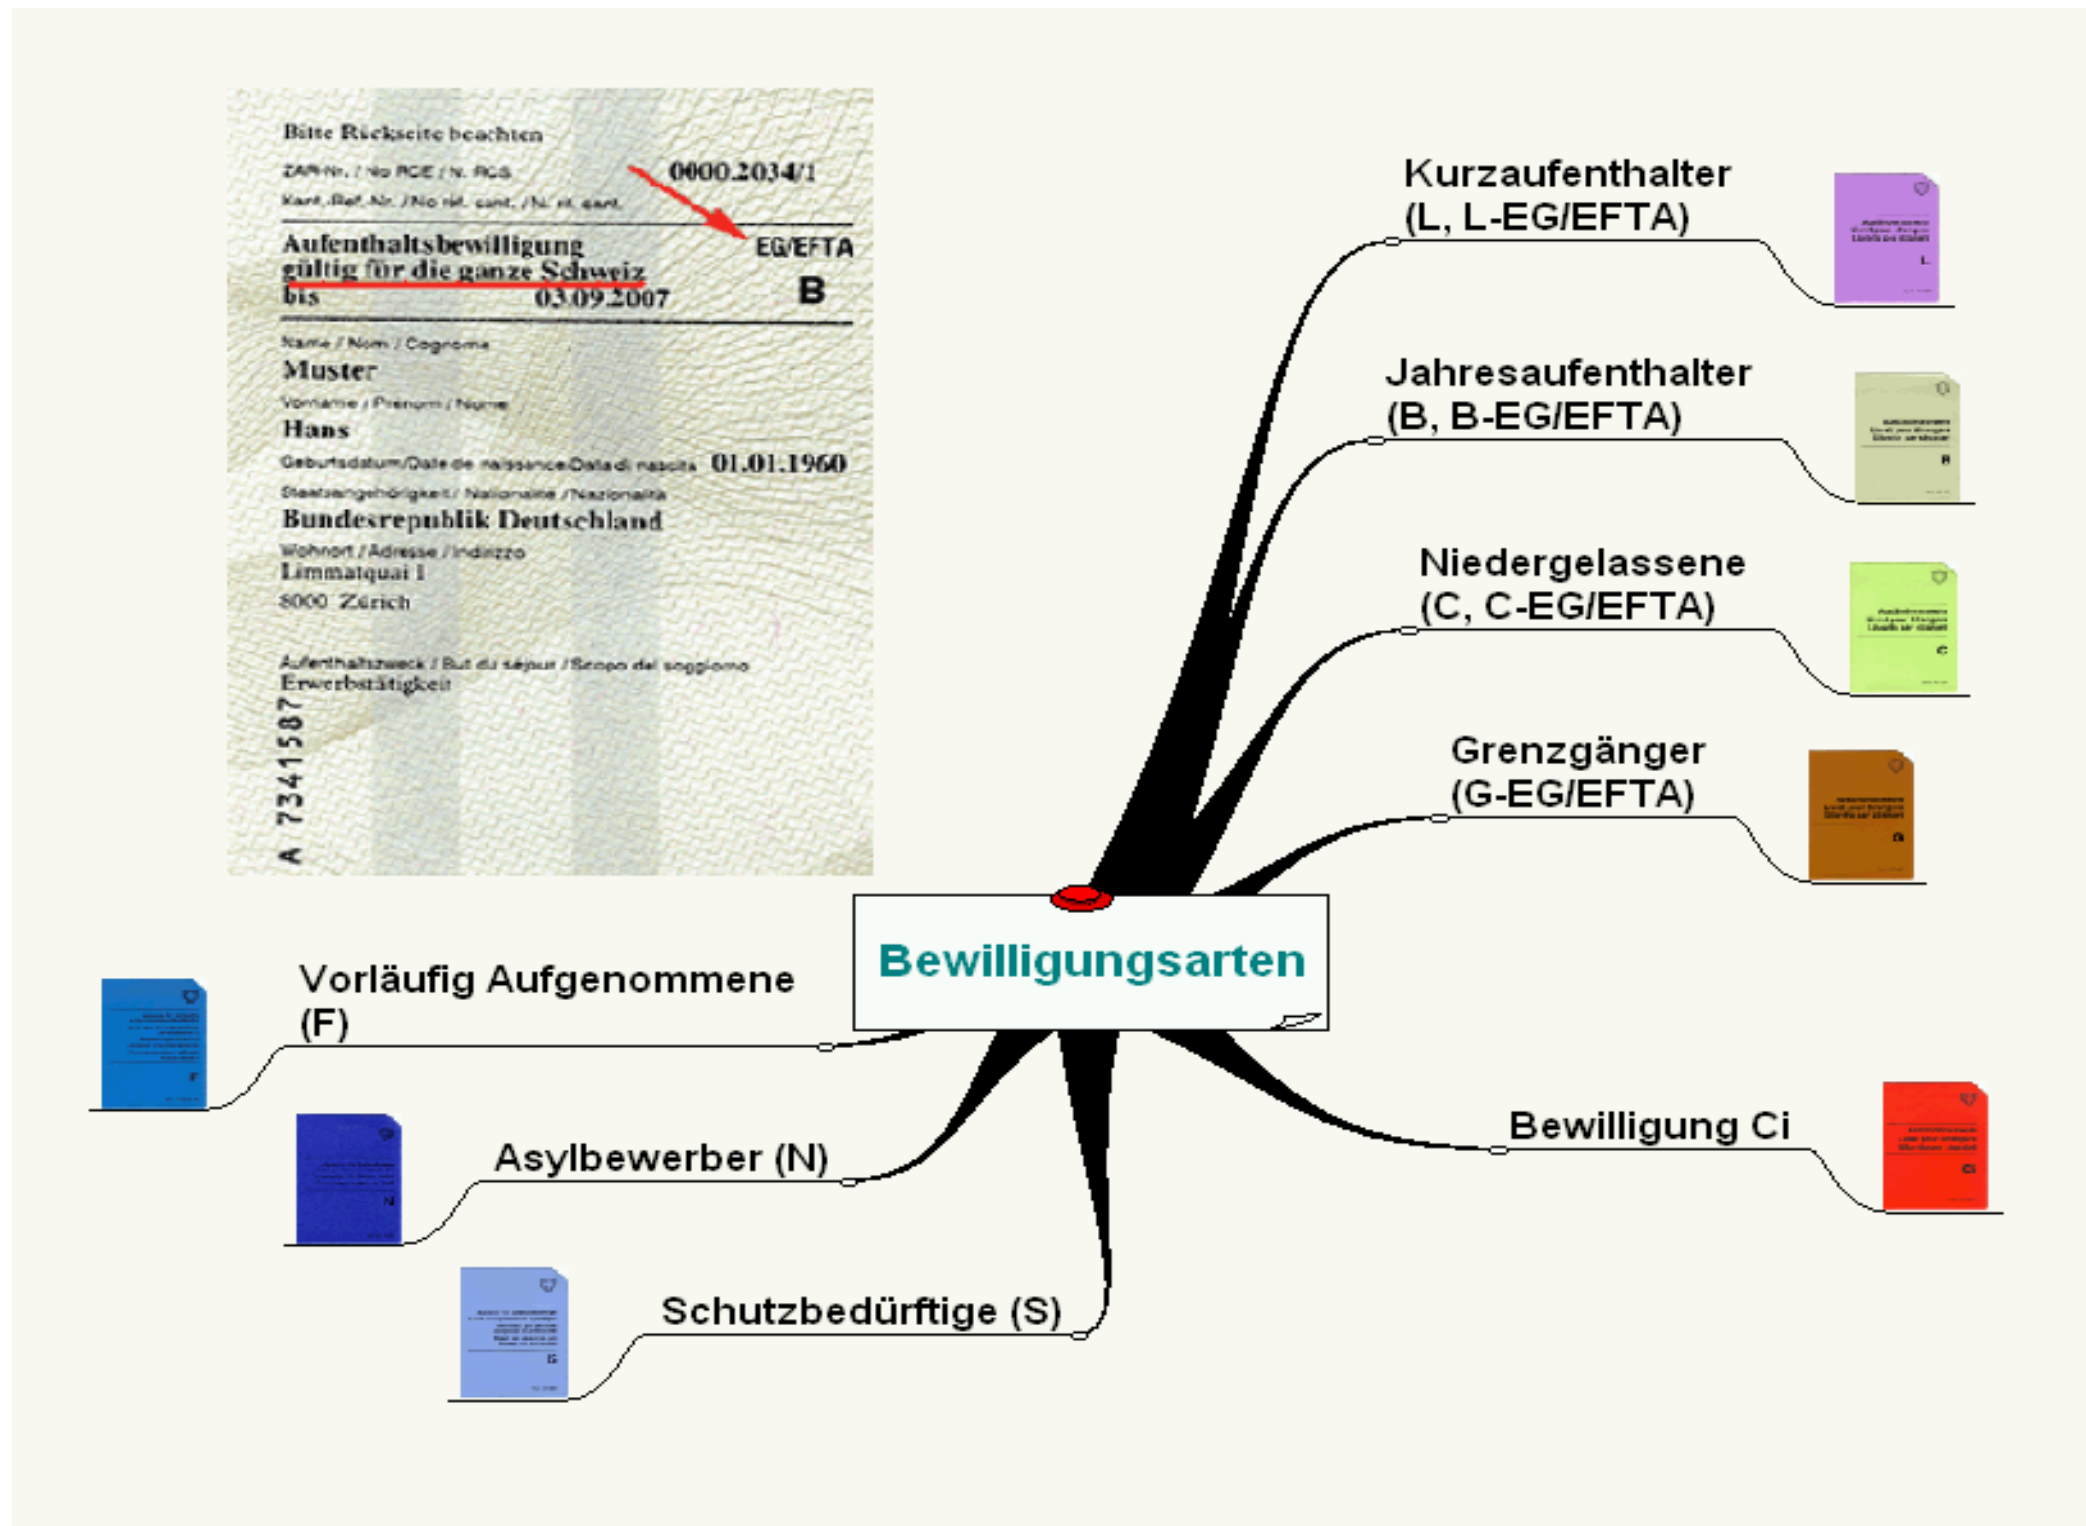 Bitte Rückseite beachten
ZAR-Nr. / No RCE / N. RCS 0000.2034/1
Kant.-Ref.-Nr. / No réf. cant. / N. rif. cant.
Aufenthaltsbewilligung EG/EFTA
gültig für die ganze Schweiz
bis 03.09.2007 B
Name / Nom / Cognome
Muster
Vorname / Prénom / Nome
Hans
Geburtsdatum/Date de naissance/Data di nascita 01.01.1960
Staatsangehörigkeit / Nationalité / Nazionalità
Bundesrepublik Deutschland
Wohnort / Adresse / Indirizzo
Limmatquai 1
8000 Zürich
Aufenthaltszweck / But du séjour / Scopo del soggiorno
Erwerbstätigkeit
A 7341587
Kurzaufenthalter
(L, L-EG/EFTA)
L
Jahresaufenthalter
(B, B-EG/EFTA)
B
Niedergelassene
(C, C-EG/EFTA)
C
Grenzgänger
(G-EG/EFTA)
G
Bewilligungsarten
Vorläufig Aufgenommene
(F)
F
Asylbewerber (N)
N
Schutzbedürftige (S)
S
Bewilligung Ci
Ci